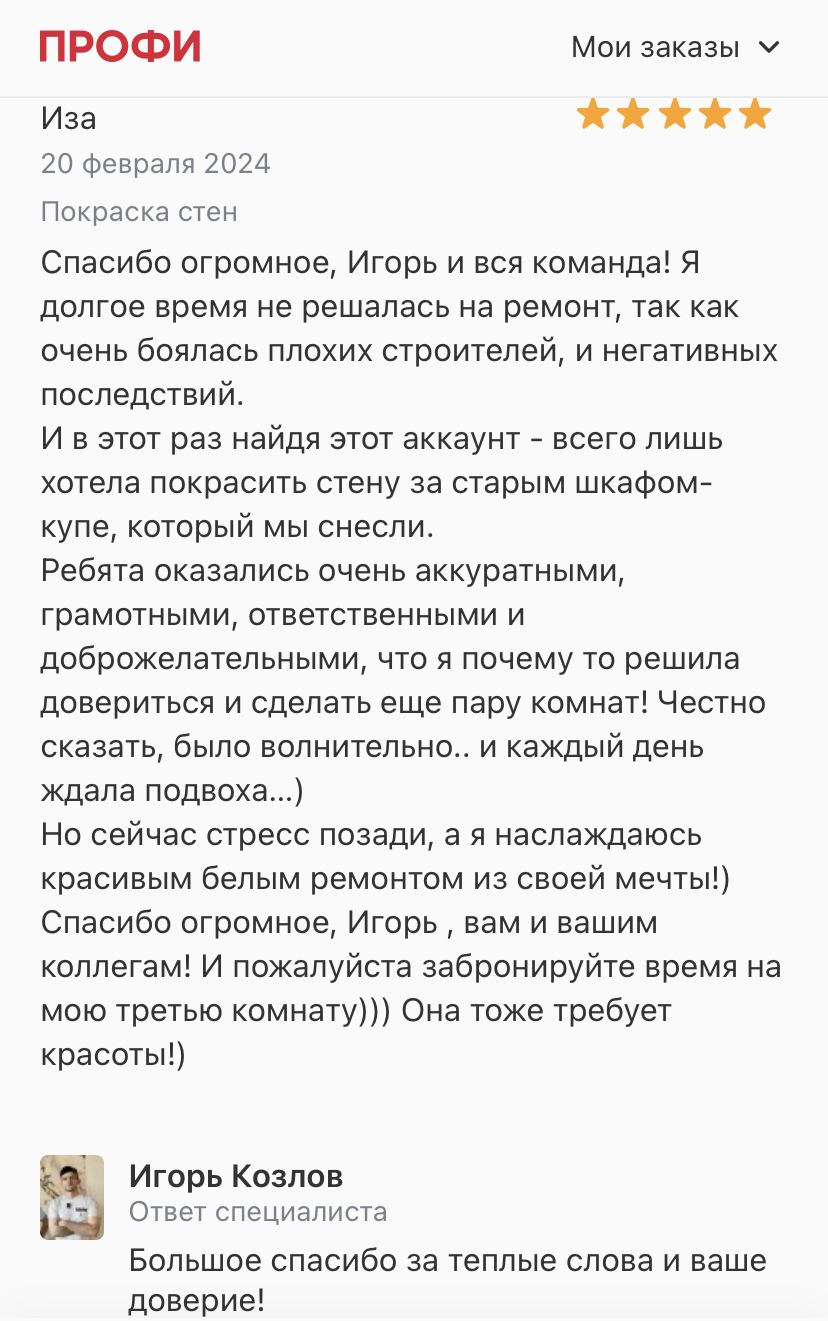 ПРОФИ
Мои заказы
Иза
20 февраля 2024
Покраска стен
Спасибо огромное, Игорь и вся команда! Я
долгое время не решалась на ремонт, так как
очень боялась плохих строителей, и негативных
последствий.
И в этот раз найдя этот аккаунт - всего лишь
хотела покрасить стену за старым шкафом-
купе, который мы снесли.
Ребята оказались очень аккуратными,
грамотными, ответственными и
доброжелательными, что я почему то решила
довериться и сделать еще пару комнат! Честно
сказать, было волнительно.. и каждый день
ждала подвоха...)
Но сейчас стресс позади, а я наслаждаюсь
красивым белым ремонтом из своей мечты!)
Спасибо огромное, Игорь , вам и вашим
коллегам! И пожалуйста забронируйте время на
мою третью комнату))) Она тоже требует
красоты!)
Игорь Козлов
Ответ специалиста
Большое спасибо за теплые слова и ваше
доверие!